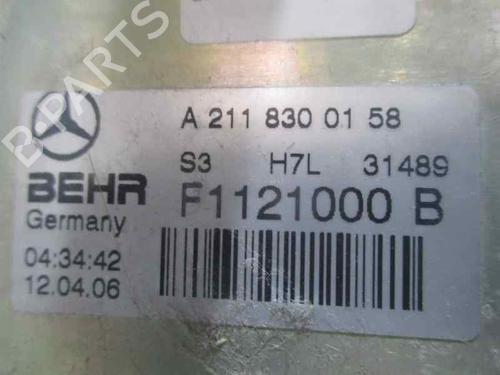 A 211 830 01 58
S3 H7L 31489
BEHR F1121000 B
Germany
04:34:42
12.04.06
B-PARTS